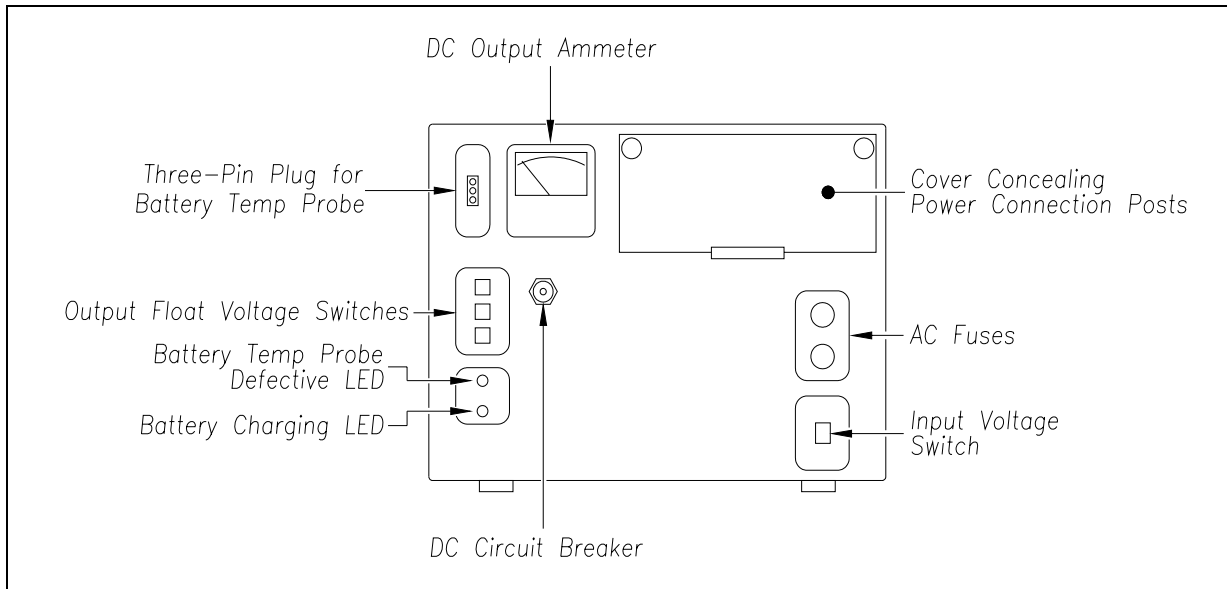 DC Output Ammeter
Three-Pin Plug for
Battery Temp Probe
Cover Concealing
Power Connection Posts
Output Float Voltage Switches
AC Fuses
Battery Temp Probe
Defective LED
Battery Charging LED
Input Voltage
Switch
DC Circuit Breaker